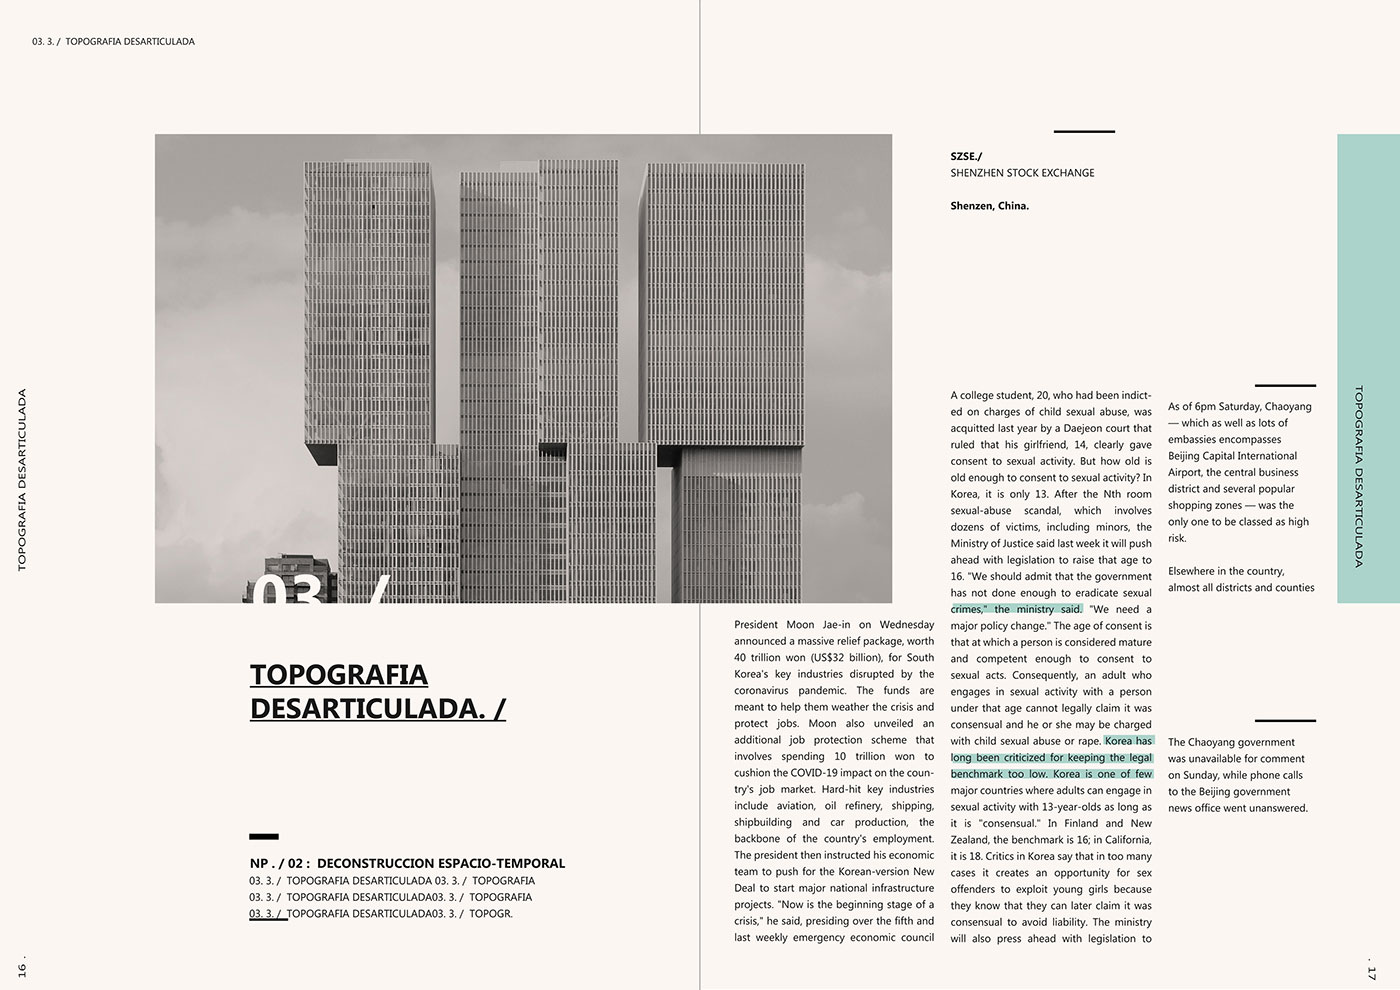 03. 3. / TOPOGRAFIA DESARTICULADA
TOPOGRAFIA DESARTICULADA
16 .
03. /
TOPOGRAFIA
DESARTICULADA. /
NP . / 02 : DECONSTRUCCION ESPACIO-TEMPORAL
03. 3. / TOPOGRAFIA DESARTICULADA 03. 3. / TOPOGRAFIA
03. 3. / TOPOGRAFIA DESARTICULADA03. 3. / TOPOGRAFIA
03. 3. / TOPOGRAFIA DESARTICULADA03. 3. / TOPOGR.
President Moon Jae-in on Wednesday
announced a massive relief package, worth
40 trillion won (US$32 billion), for South
Korea's key industries disrupted by the
coronavirus pandemic. The funds are
meant to help them weather the crisis and
protect jobs. Moon also unveiled an
additional job protection scheme that
involves spending 10 trillion won to
cushion the COVID-19 impact on the coun-
try's job market. Hard-hit key industries
include aviation, oil refinery, shipping,
shipbuilding and car production, the
backbone of the country's employment.
The president then instructed his economic
team to push for the Korean-version New
Deal to start major national infrastructure
projects. "Now is the beginning stage of a
crisis," he said, presiding over the fifth and
last weekly emergency economic council
SZSE./
SHENZHEN STOCK EXCHANGE
Shenzen, China.
A college student, 20, who had been indict-
ed on charges of child sexual abuse, was
acquitted last year by a Daejeon court that
ruled that his girlfriend, 14, clearly gave
consent to sexual activity. But how old is
old enough to consent to sexual activity? In
Korea, it is only 13. After the Nth room
sexual-abuse scandal, which involves
dozens of victims, including minors, the
Ministry of Justice said last week it will push
ahead with legislation to raise that age to
16. "We should admit that the government
has not done enough to eradicate sexual
crimes," the ministry said. "We need a
major policy change." The age of consent is
that at which a person is considered mature
and competent enough to consent to
sexual acts. Consequently, an adult who
engages in sexual activity with a person
under that age cannot legally claim it was
consensual and he or she may be charged
with child sexual abuse or rape. Korea has
long been criticized for keeping the legal
benchmark too low. Korea is one of few
major countries where adults can engage in
sexual activity with 13-year-olds as long as
it is "consensual." In Finland and New
Zealand, the benchmark is 16; in California,
it is 18. Critics in Korea say that in too many
cases it creates an opportunity for sex
offenders to exploit young girls because
they know that they can later claim it was
consensual to avoid liability. The ministry
will also press ahead with legislation to
As of 6pm Saturday, Chaoyang
— which as well as lots of
embassies encompasses
Beijing Capital International
Airport, the central business
district and several popular
shopping zones — was the
only one to be classed as high
risk.
Elsewhere in the country,
almost all districts and counties
The Chaoyang government
was unavailable for comment
on Sunday, while phone calls
to the Beijing government
news office went unanswered.
TOPOGRAFIA DESARTICULADA
. 17